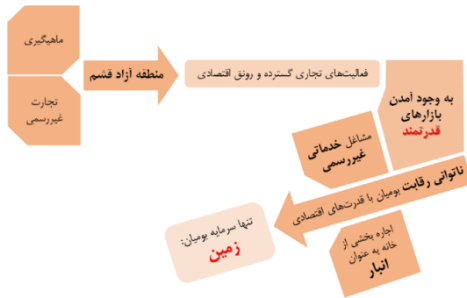 ماهیگیری
تجارت
غیررسمی
منطقه آزاد قشم
فعالیت‌های تجاری گسترده و رونق اقتصادی
به وجود آمدن
بازارهای
قدرتمند
مشاغل خدماتی
غیررسمی
ناتوانی رقابت بومیان با قدرت‌های اقتصادی
اجاره بخشی از
خانه به عنوان
انبار
تنها سرمایه بومیان:
زمین